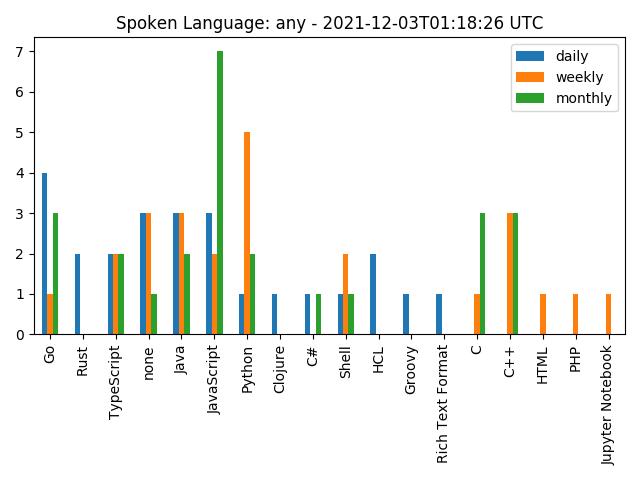 Spoken Language: any - 2021-12-03T01:18:26 UTC
daily
weekly
monthly
7
6
5
4
3
2
1
0
Go
Rust
TypeScript
none
Java
JavaScript
Python
Clojure
C#
Shell
HCL
Groovy
Rich Text Format
C
C++
HTML
PHP
Jupyter Notebook